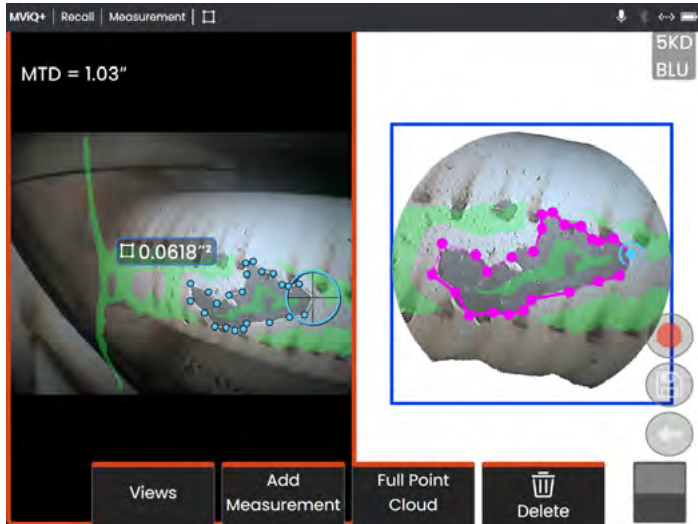 MViQ+ | Recall | Measurement |
5KD
BLU
MTD = 1.03″
0.0618″²
Views
Add
Measurement
Full Point
Cloud
Delete